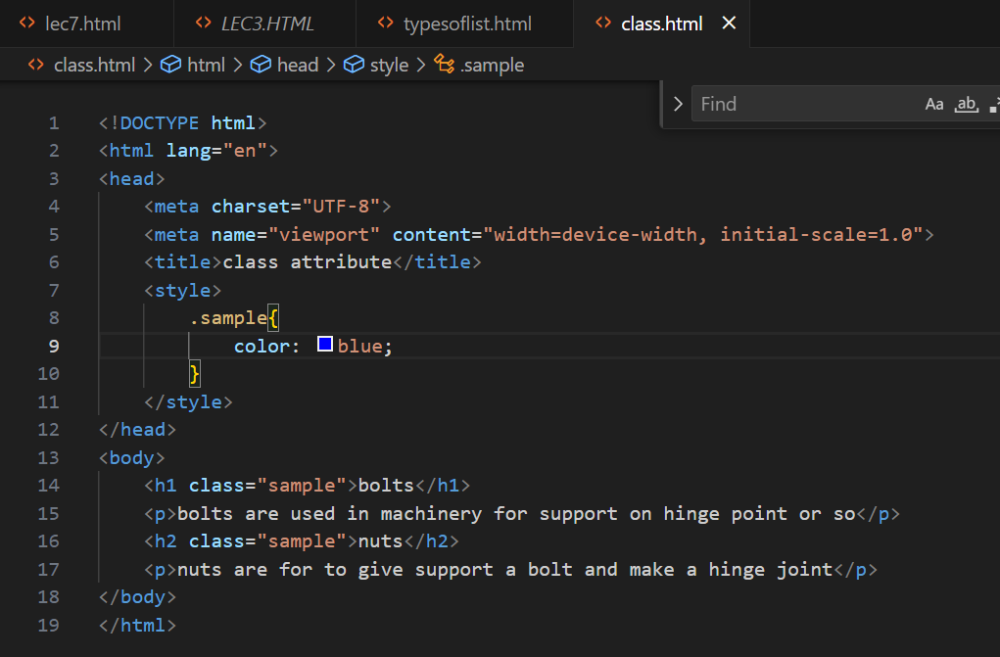 lec7.html LEC3.HTML typesoflist.html class.html
class.html > html > head > style > .sample
Find Aa ab
1 <!DOCTYPE html>
2 <html lang="en">
3 <head>
4     <meta charset="UTF-8">
5     <meta name="viewport" content="width=device-width, initial-scale=1.0">
6     <title>class attribute</title>
7     <style>
8         .sample{
9             color: blue;
10         }
11     </style>
12 </head>
13 <body>
14     <h1 class="sample">bolts</h1>
15     <p>bolts are used in machinery for support on hinge point or so</p>
16     <h2 class="sample">nuts</h2>
17     <p>nuts are for to give support a bolt and make a hinge joint</p>
18 </body>
19 </html>